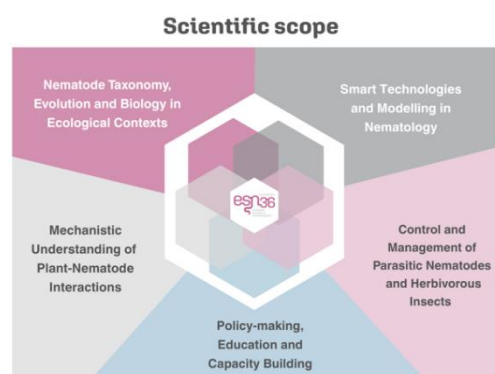 Scientific scope
Nematode Taxonomy,
Evolution and Biology in
Ecological Contexts
Smart Technologies
and Modelling in
Nematology
esn36
Mechanistic
Understanding of
Plant-Nematode
Interactions
Control and
Management of
Parasitic Nematodes
and Herbivorous
Insects
Policy-making,
Education and
Capacity Building